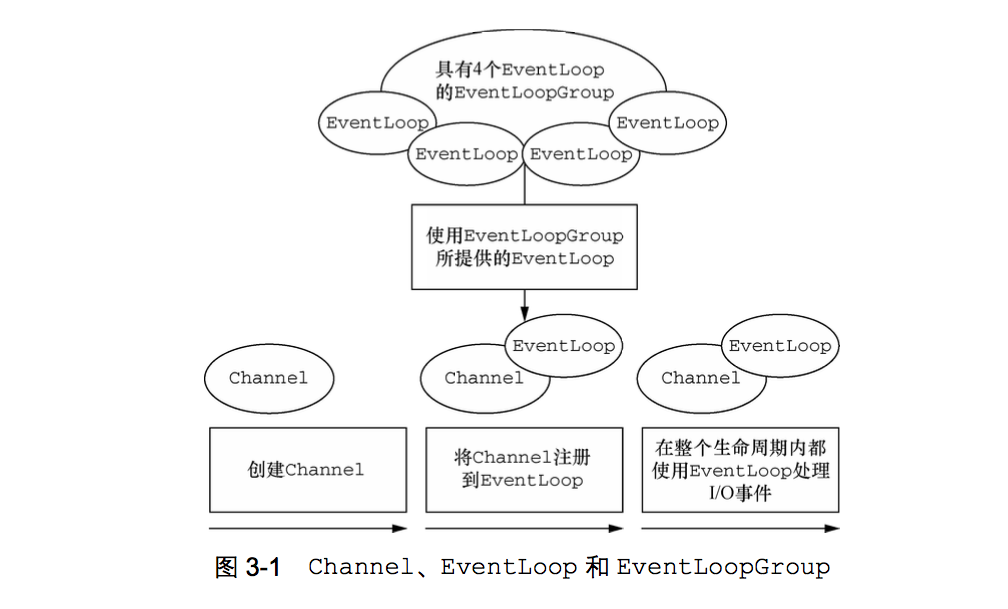 具有4个EventLoop
的EventLoopGroup
EventLoop
EventLoop
EventLoop
EventLoop
使用EventLoopGroup
所提供的EventLoop
EventLoop
EventLoop
Channel
Channel
Channel
创建Channel
将Channel注册
到EventLoop
在整个生命周期内都
使用EventLoop处理
I/O事件
图 3-1 Channel、EventLoop 和 EventLoopGroup